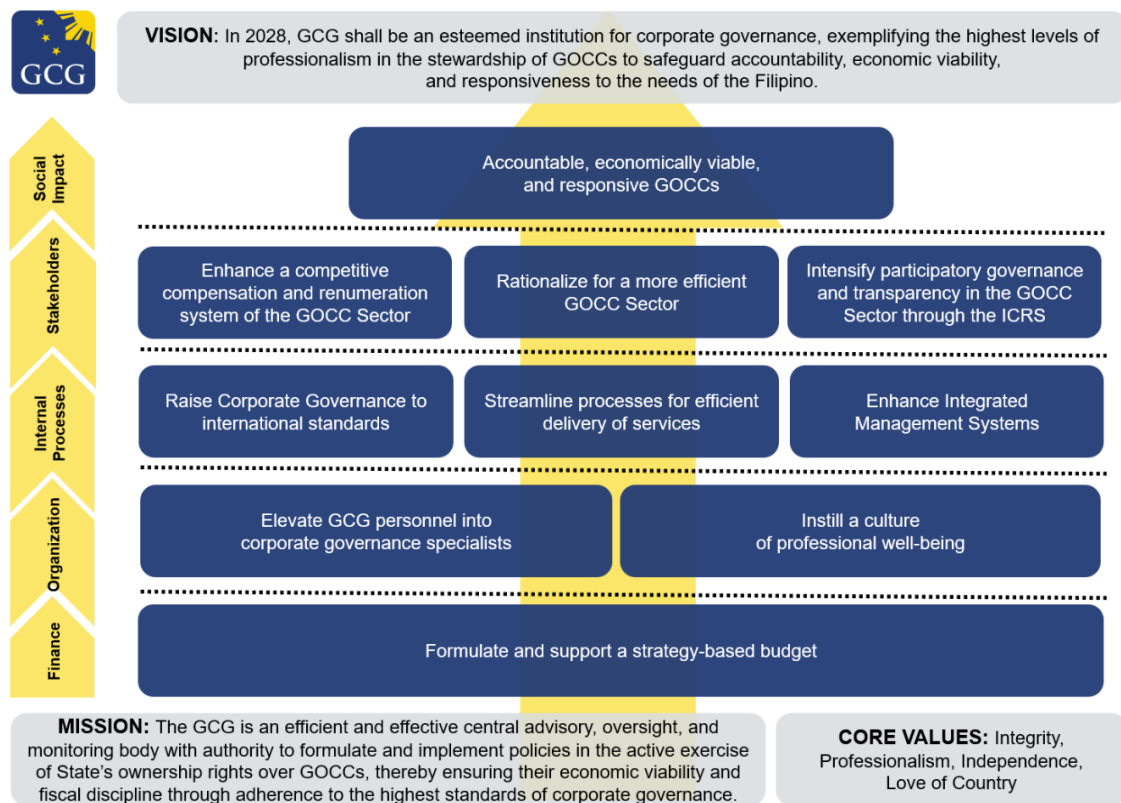 GCG
VISION: In 2028, GCG shall be an esteemed institution for corporate governance, exemplifying the highest levels of
professionalism in the stewardship of GOCCs to safeguard accountability, economic viability,
and responsiveness to the needs of the Filipino.
Social
Impact
Accountable, economically viable,
and responsive GOCCs
Stakeholders
Enhance a competitive
compensation and renumeration
system of the GOCC Sector
Rationalize for a more efficient
GOCC Sector
Intensify participatory governance
and transparency in the GOCC
Sector through the ICRS
Internal
Processes
Raise Corporate Governance to
international standards
Streamline processes for efficient
delivery of services
Enhance Integrated
Management Systems
Organization
Elevate GCG personnel into
corporate governance specialists
Instill a culture
of professional well-being
Finance
Formulate and support a strategy-based budget
MISSION: The GCG is an efficient and effective central advisory, oversight, and
monitoring body with authority to formulate and implement policies in the active exercise
of State’s ownership rights over GOCCs, thereby ensuring their economic viability and
fiscal discipline through adherence to the highest standards of corporate governance.
CORE VALUES: Integrity,
Professionalism, Independence,
Love of Country